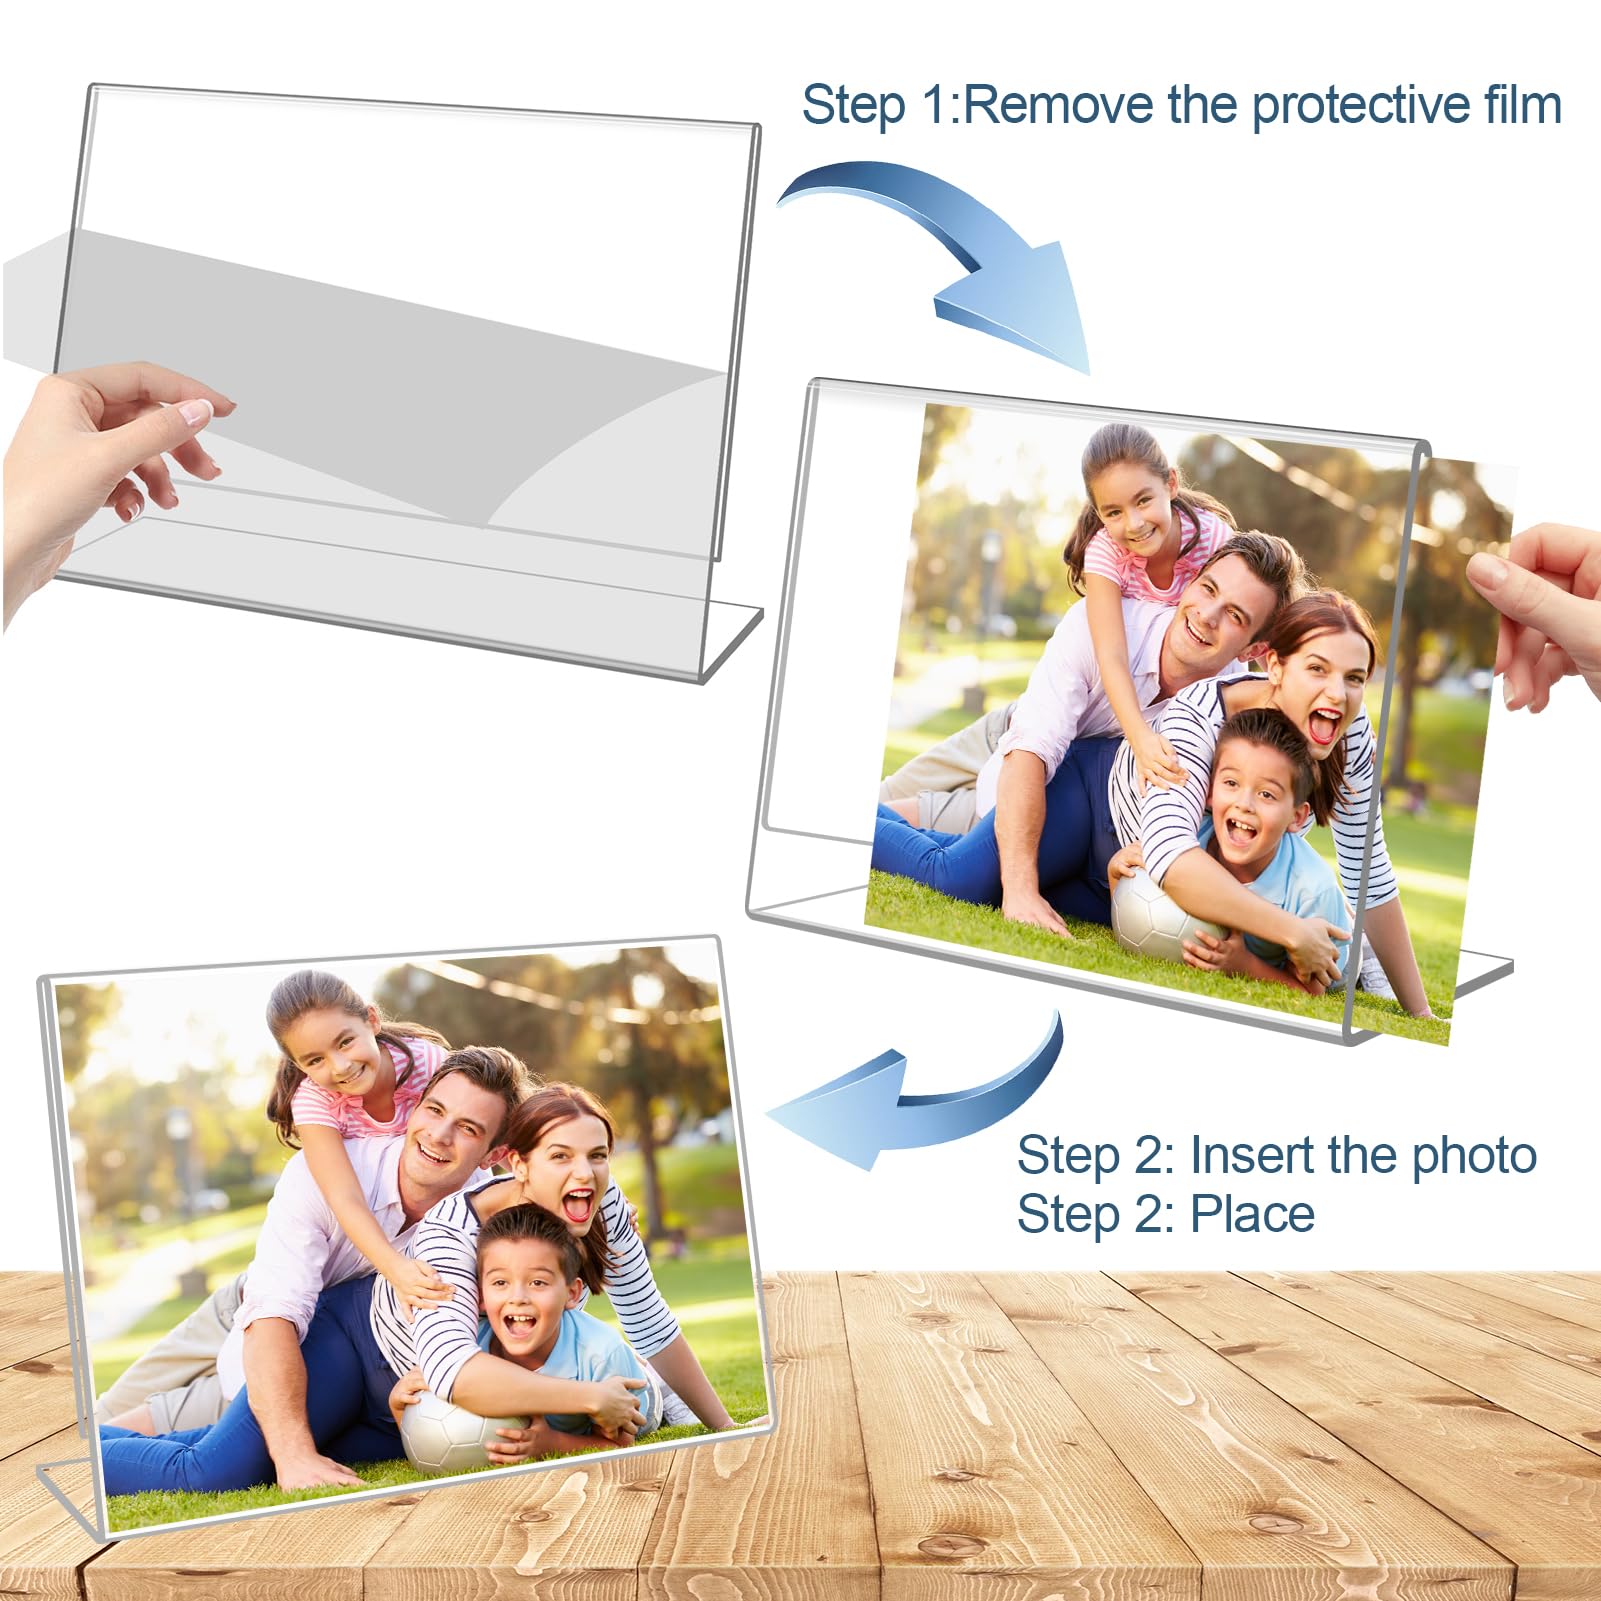 Step 1:Remove the protective film
Step 2: Insert the photo
Step 2: Place